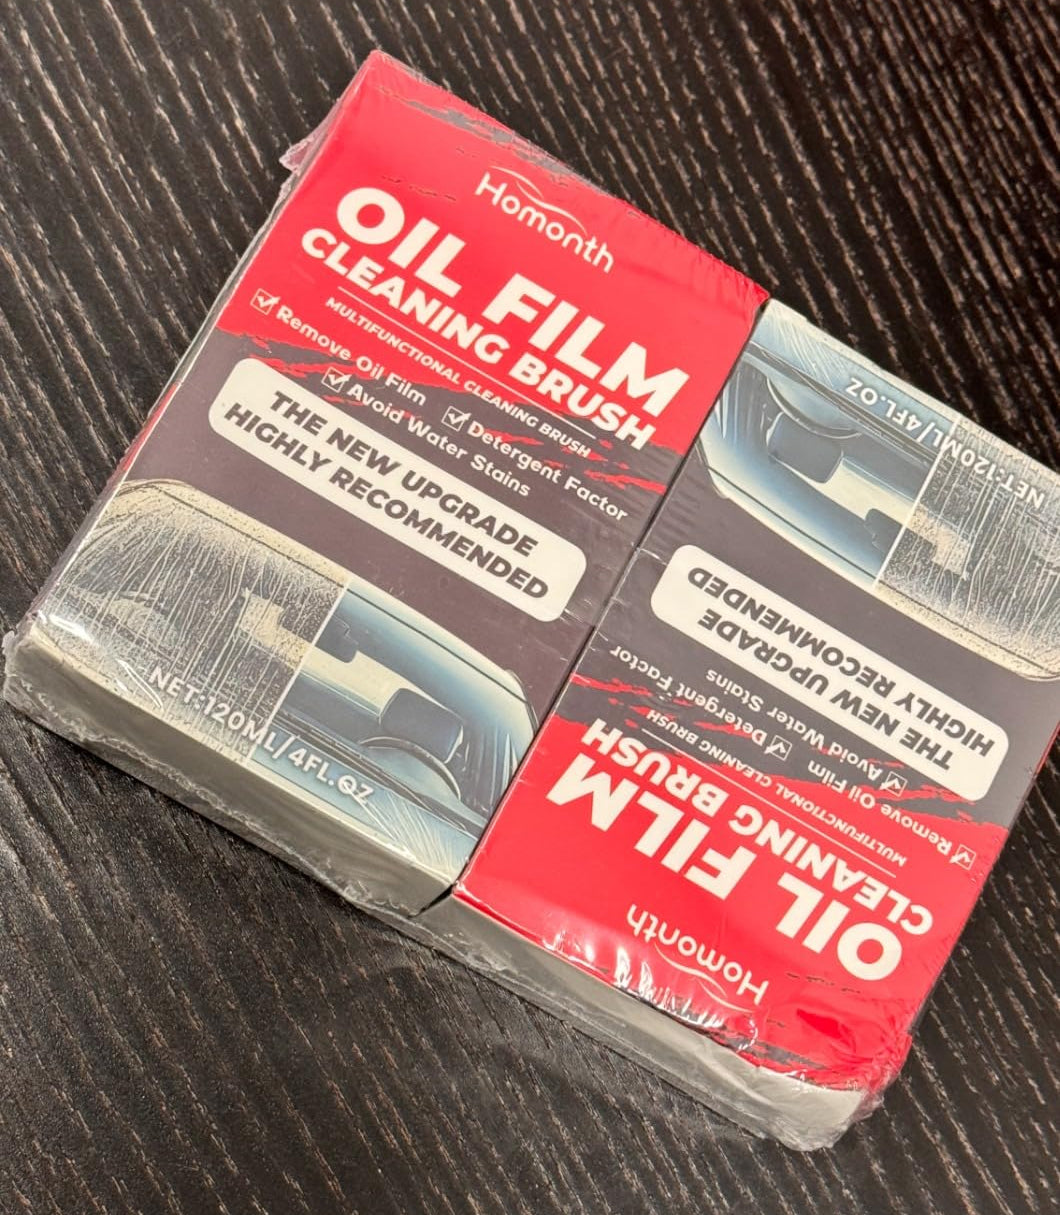 Homonth
OIL FILM
CLEANING BRUSH
MULTIFUNCTIONAL CLEANING BRUSH
Remove Oil Film
Detergent Factor
Avoid Water Stains
THE NEW UPGRADE
HIGHLY RECOMMENDED
NET:120ML/4FL.OZ
Homonth
OIL FILM
CLEANING BRUSH
MULTIFUNCTIONAL CLEANING BRUSH
Remove Oil Film
Detergent Factor
Avoid Water Stains
THE NEW UPGRADE
HIGHLY RECOMMENDED
NET:120ML/4FL.OZ